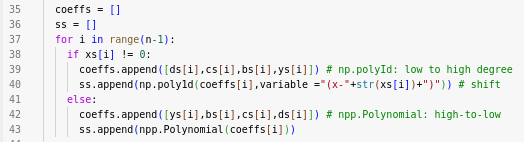 35 coeffs = []
36 ss = []
37 for i in range(n-1):
38 if xs[i] != 0:
39 coeffs.append([ds[i],cs[i],bs[i],ys[i]]) # np.polyId: low to high degree
40 ss.append(np.poly1d(coeffs[i],variable ="(x-"+str(xs[i])+")")) # shift
41 else:
42 coeffs.append([ys[i],bs[i],cs[i],ds[i]]) # npp.Polynomial: high-to-low
43 ss.append(npp.Polynomial(coeffs[i]))